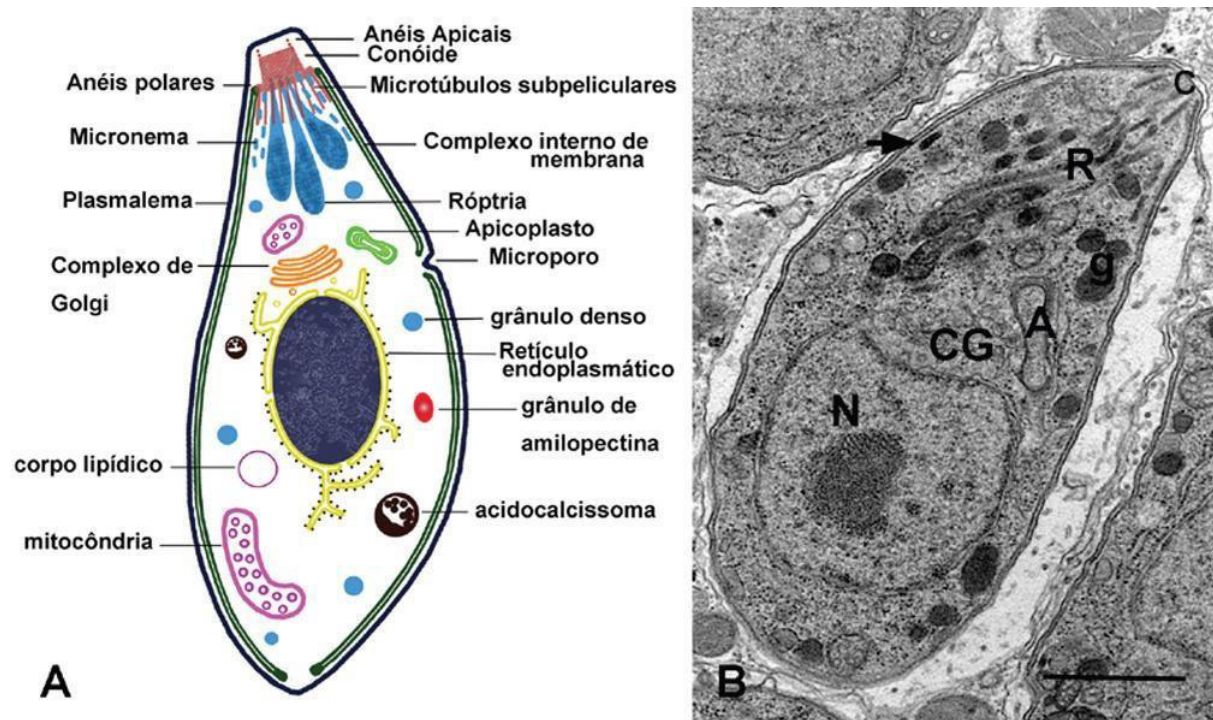 Anéis Apicais
Conóide
Anéis polares
Microtúbulos subpeliculares
Micronema
Complexo interno de
membrana
Plasmalema
Róptria
Apicoplasto
Microporo
Complexo de
Golgi
grânulo denso
Retículo
endoplasmático
grânulo de
amilopectina
corpo lipídico
acidocalcissoma
mitocôndria
A
C
R
g
A
CG
N
B